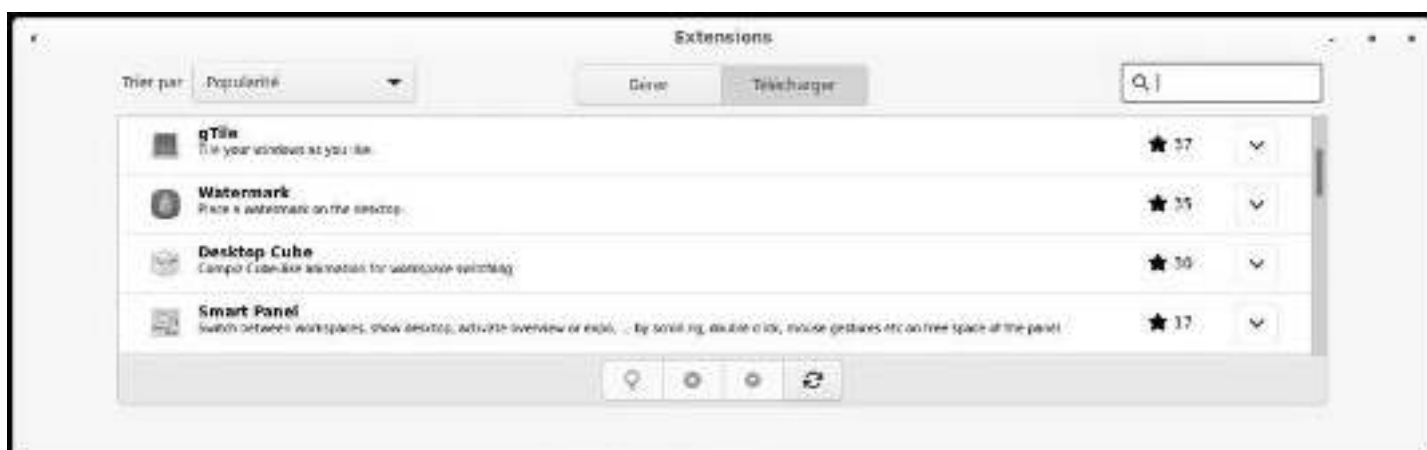 Extensions
Trier par Popularité Gérer Télécharger
gTile
Tile your windows as you like.
37
Watermark
Place a watermark on the desktop
35
Desktop Cube
Compiz Cube-like animation for workspace switching
30
Smart Panel
Switch between workspaces, show desktop, activate overview or expo, ... by scrolling, double click, mouse gestures etc on free space of the panel
17